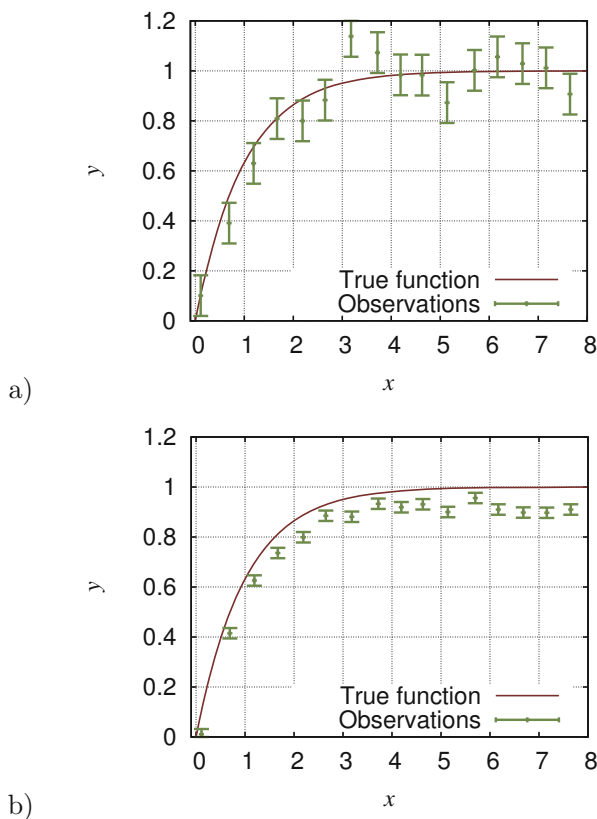 1.2
1
0.8
0.6
0.4
0.2
0
y
True function
Observations
0 1 2 3 4 5 6 7 8
x
a)
1.2
1
0.8
0.6
0.4
0.2
0
y
True function
Observations
0 1 2 3 4 5 6 7 8
x
b)